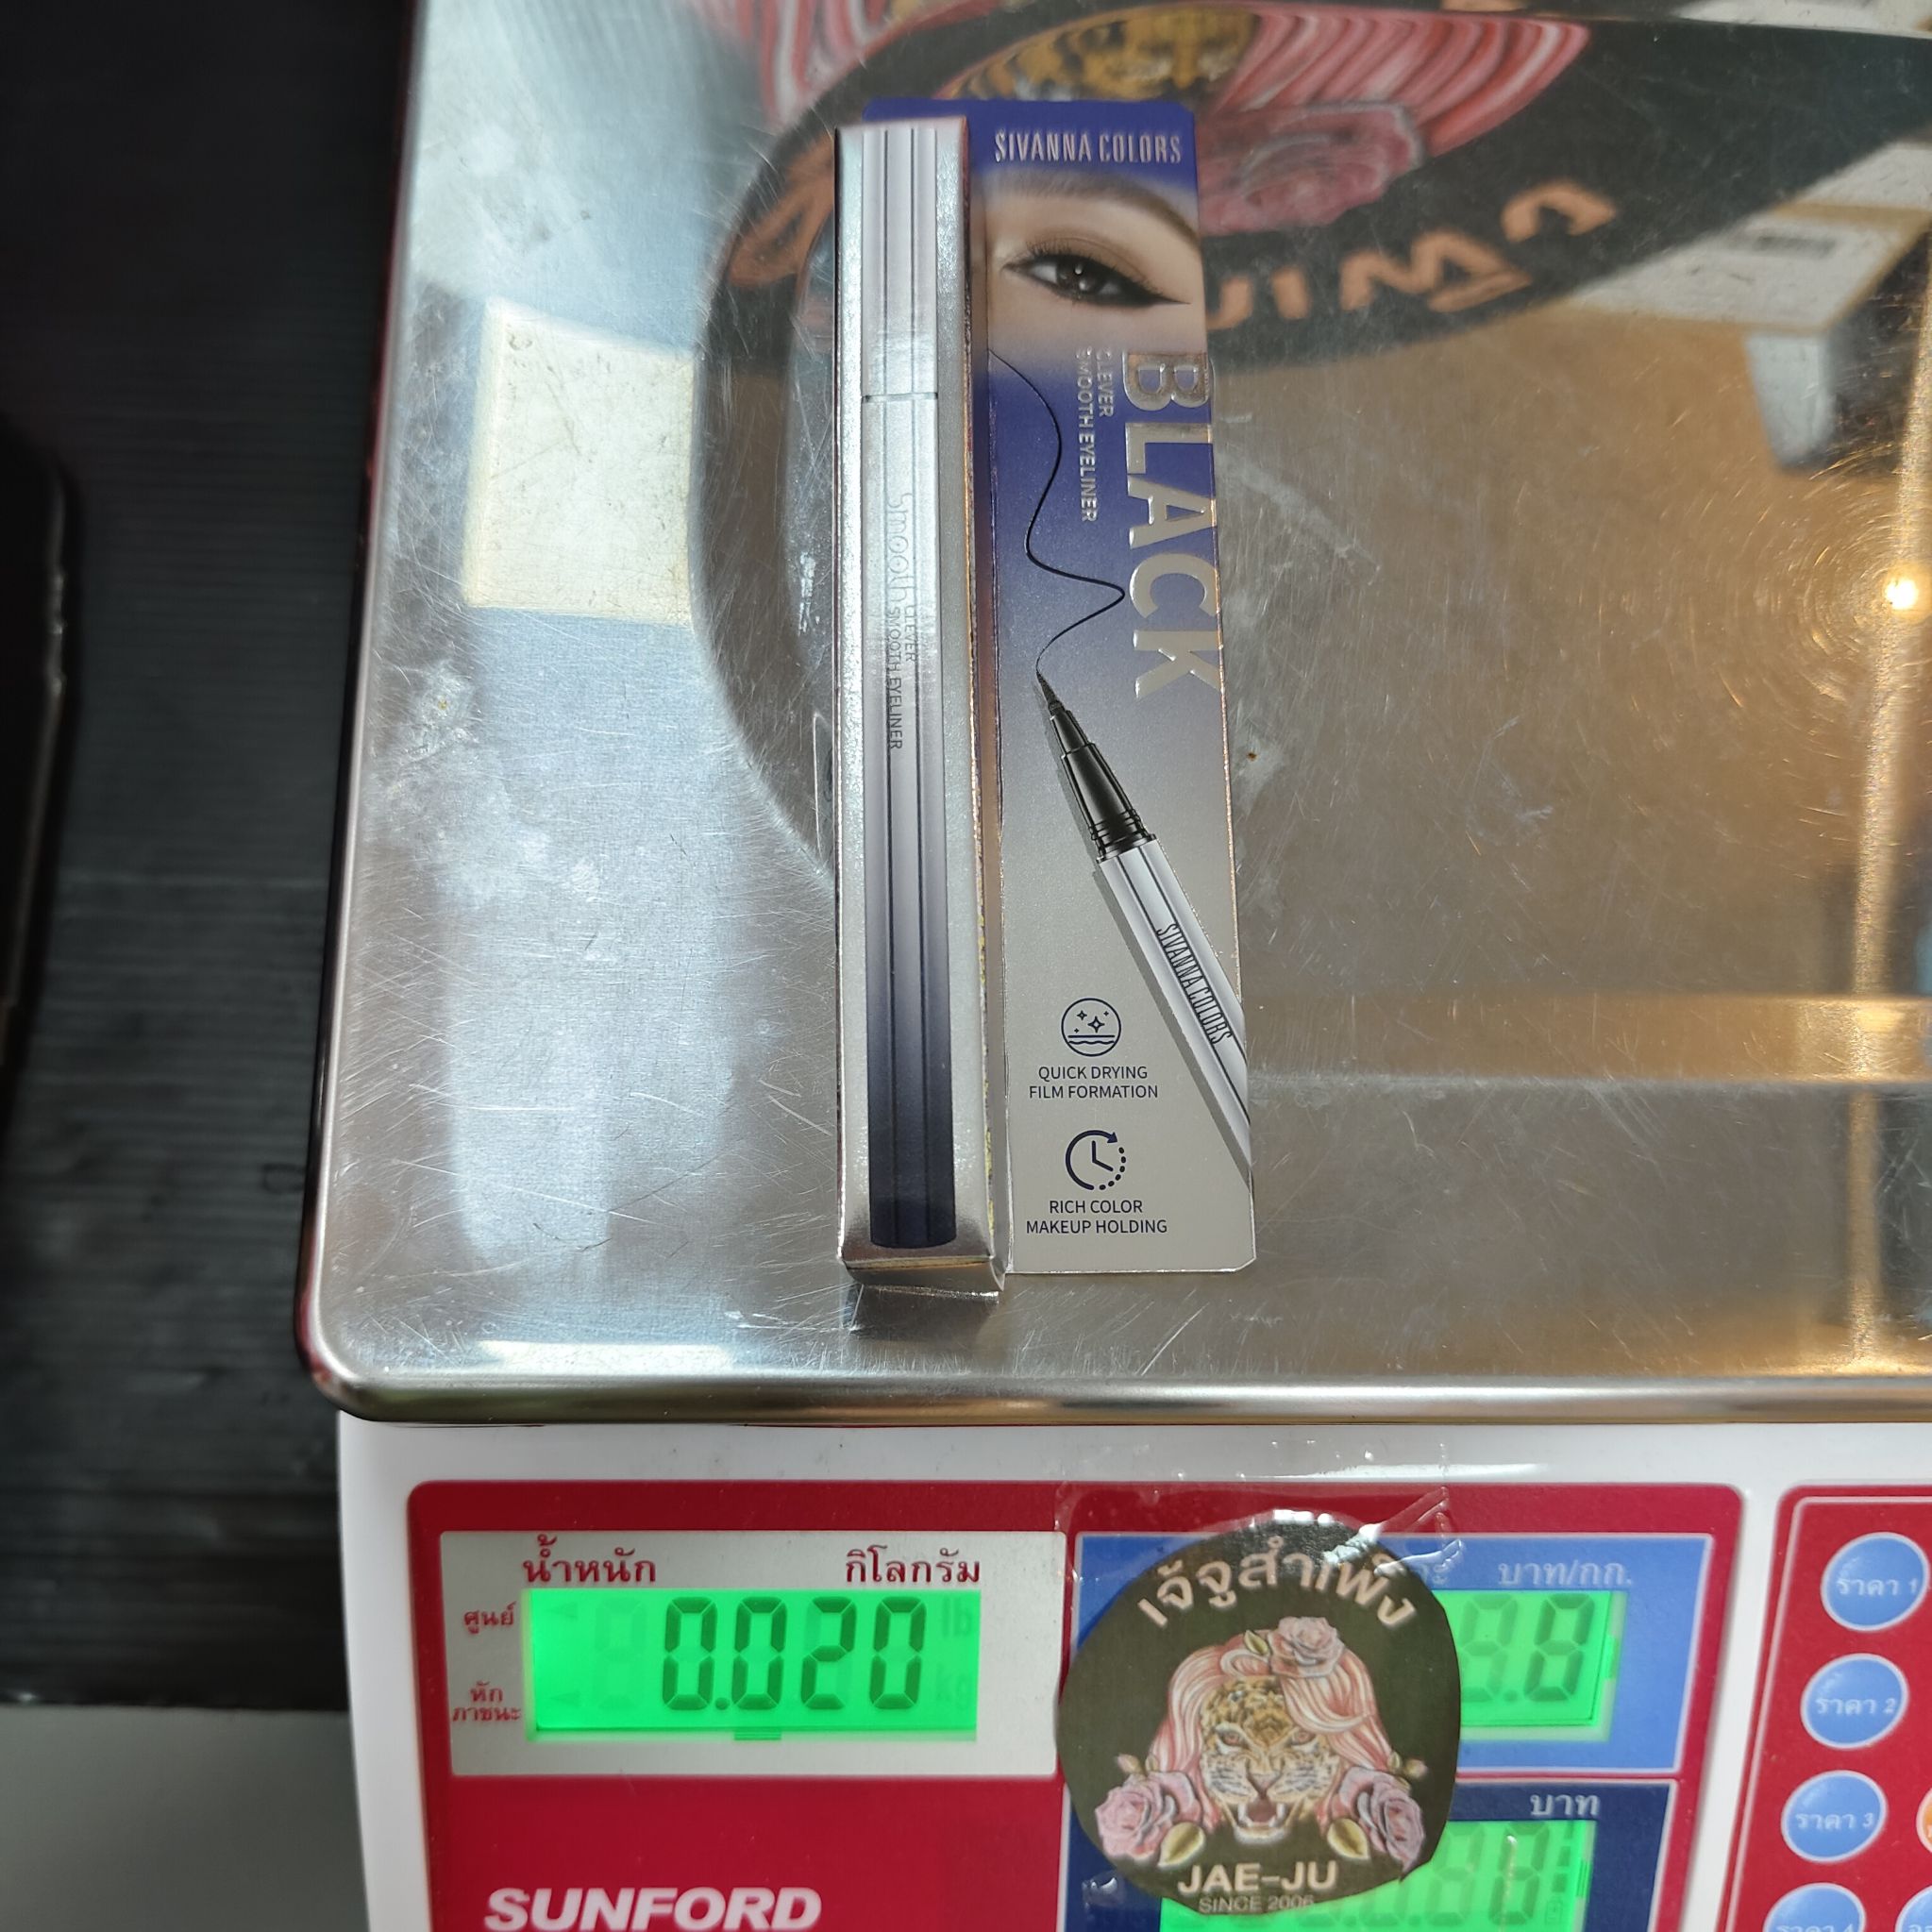 SIVANNA COLORS
BLACK
CLEVER
SMOOTH EYELINER
Smooth
CLEVER
SMOOTH EYELINER
SIVANNA COLORS
QUICK DRYING
FILM FORMATION
RICH COLOR
MAKEUP HOLDING
น้ำหนัก กิโลกรัม
ศูนย์
หัก
ภาชนะ
0.020
lb
kg
บาท/กก.
8.8
บาท
เจ๊จูสำเพ็ง
JAE-JU
SINCE 2006
ราคา 1
ราคา 2
ราคา 3
SUNFORD